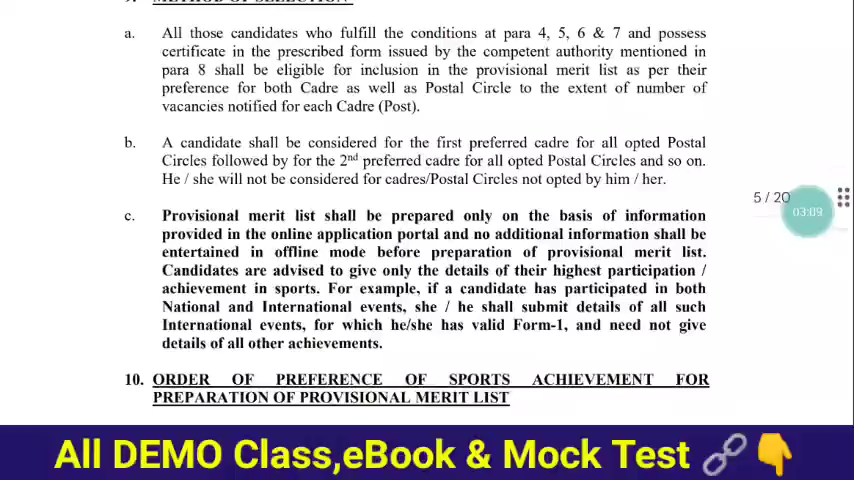 9. METHOD OF SELECTION
a. All those candidates who fulfill the conditions at para 4, 5, 6 & 7 and possess
certificate in the prescribed form issued by the competent authority mentioned in
para 8 shall be eligible for inclusion in the provisional merit list as per their
preference for both Cadre as well as Postal Circle to the extent of number of
vacancies notified for each Cadre (Post).
b. A candidate shall be considered for the first preferred cadre for all opted Postal
Circles followed by for the 2nd preferred cadre for all opted Postal Circles and so on.
He / she will not be considered for cadres/Postal Circles not opted by him / her.
5 / 20
03:09
c. Provisional merit list shall be prepared only on the basis of information
provided in the online application portal and no additional information shall be
entertained in offline mode before preparation of provisional merit list.
Candidates are advised to give only the details of their highest participation /
achievement in sports. For example, if a candidate has participated in both
National and International events, she / he shall submit details of all such
International events, for which he/she has valid Form-1, and need not give
details of all other achievements.
10. ORDER OF PREFERENCE OF SPORTS ACHIEVEMENT FOR
PREPARATION OF PROVISIONAL MERIT LIST
All DEMO Class,eBook & Mock Test